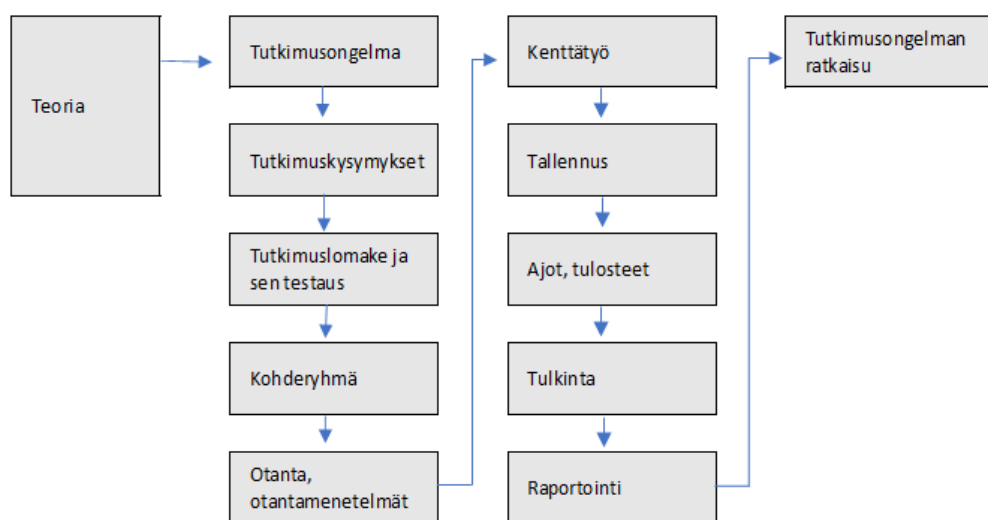 Teoria
Tutkimusongelma
Tutkimuskysymykset
Tutkimuslomake ja
sen testaus
Kohderyhmä
Otanta,
otantamenetelmät
Kenttätyö
Tallennus
Ajot, tulosteet
Tulkinta
Raportointi
Tutkimusongelman
ratkaisu